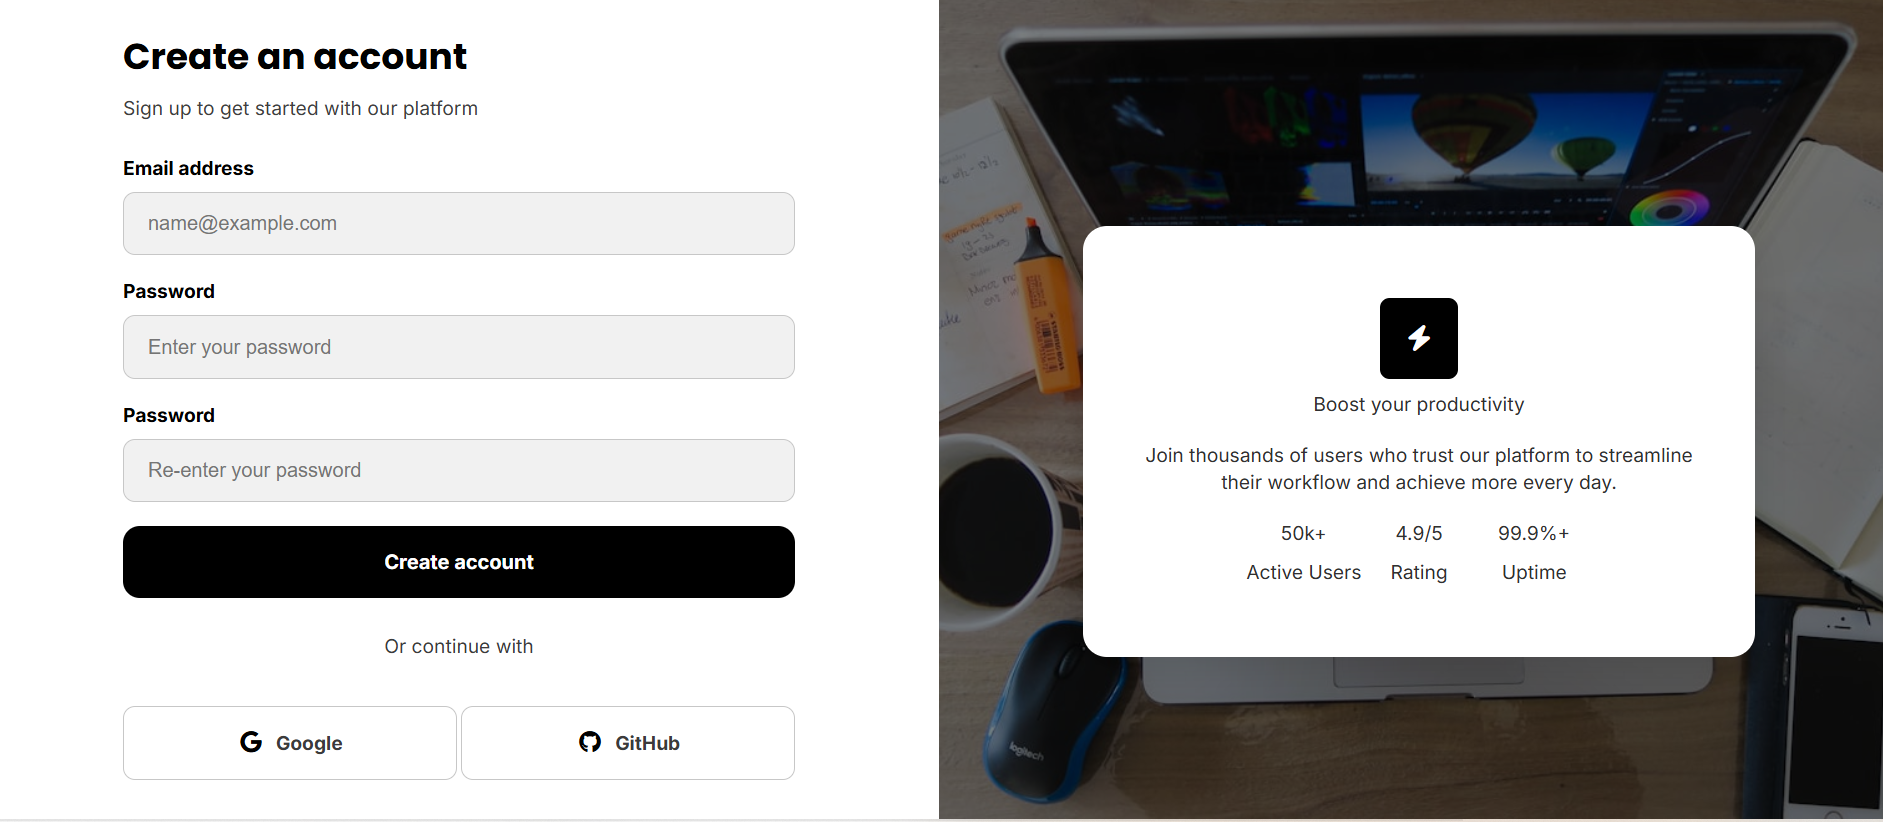 Create an account
Sign up to get started with our platform
Email address
name@example.com
Password
Enter your password
Password
Re-enter your password
Create account
Or continue with
Google
GitHub
Boost your productivity
Join thousands of users who trust our platform to streamline
their workflow and achieve more every day.
50k+ 4.9/5 99.9%+
Active Users Rating Uptime
logitech